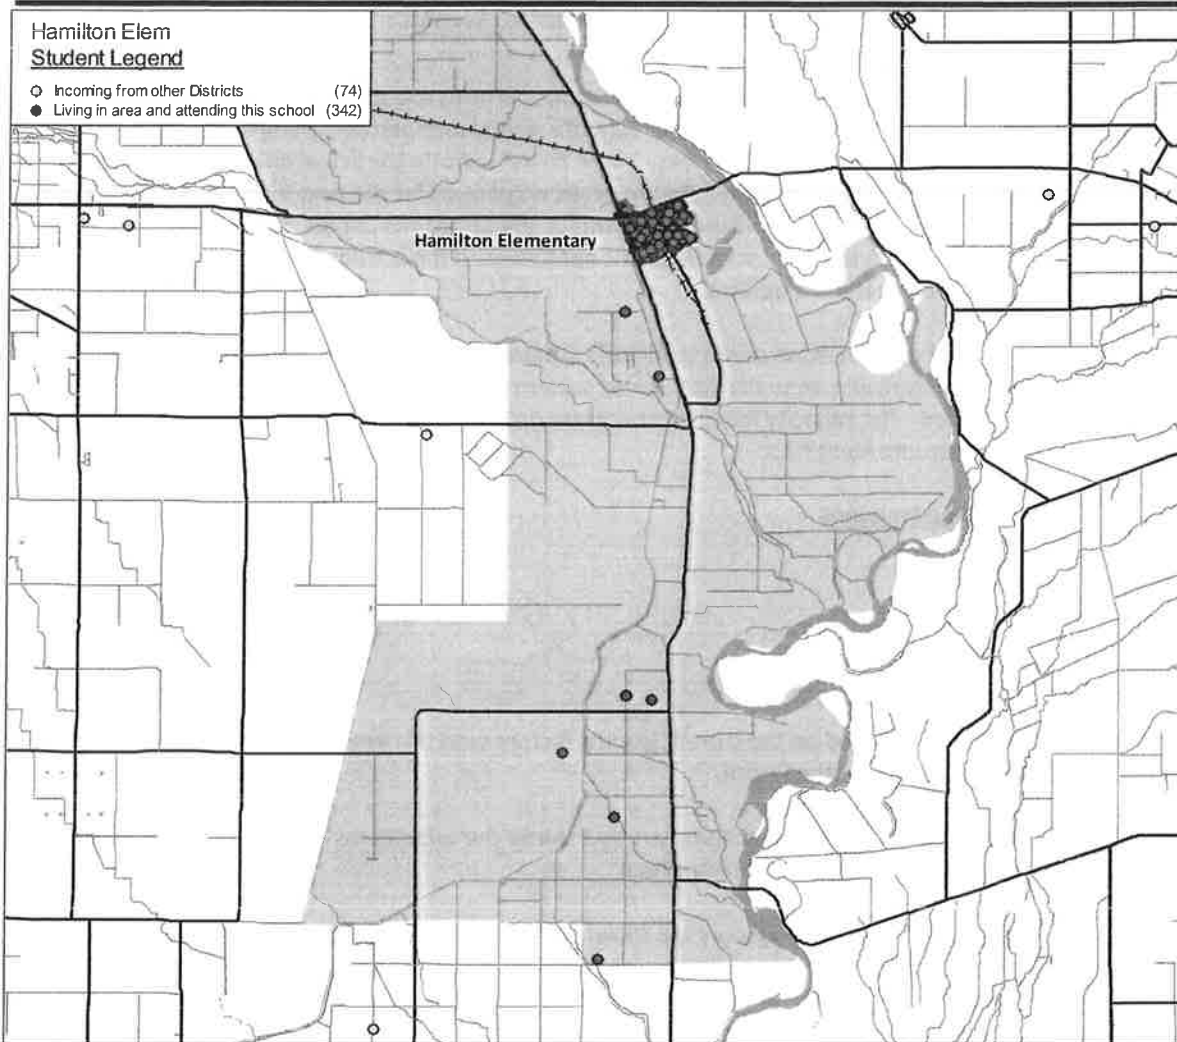 Hamilton Elem
Student Legend
Incoming from other Districts (74)
Living in area and attending this school (342)
Hamilton Elementary